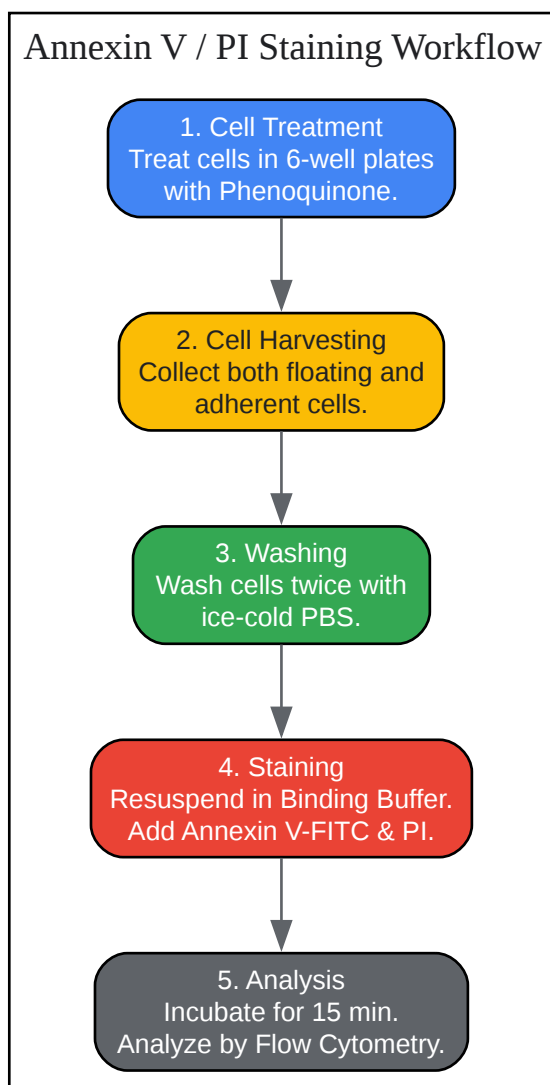 Annexin V / PI Staining Workflow
1. Cell Treatment
Treat cells in 6-well plates
with Phenoquinone.
2. Cell Harvesting
Collect both floating and
adherent cells.
3. Washing
Wash cells twice with
ice-cold PBS.
4. Staining
Resuspend in Binding Buffer.
Add Annexin V-FITC & PI.
5. Analysis
Incubate for 15 min.
Analyze by Flow Cytometry.